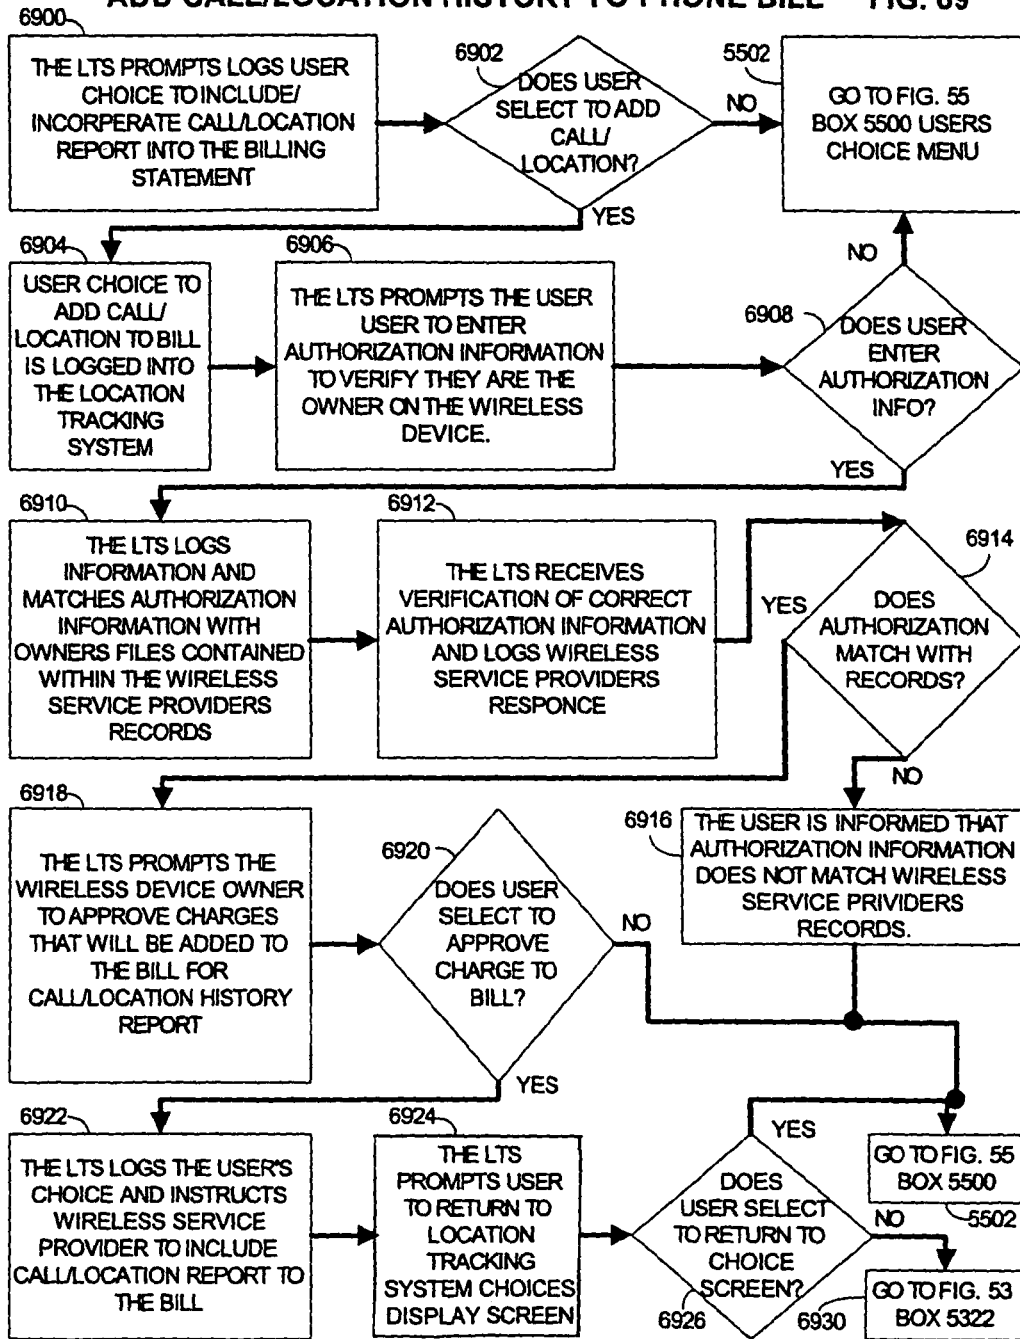 ADD CALL/LOCATION HISTORY TO PHONE BILL FIG. 69
6900
THE LTS PROMPTS LOGS USER
CHOICE TO INCLUDE/
INCORPERATE CALL/LOCATION
REPORT INTO THE BILLING
STATEMENT
6902
DOES USER
SELECT TO ADD
CALL/
LOCATION?
NO
YES
5502
GO TO FIG. 55
BOX 5500 USERS
CHOICE MENU
6904
USER CHOICE TO
ADD CALL/
LOCATION TO BILL
IS LOGGED INTO
THE LOCATION
TRACKING
SYSTEM
6906
THE LTS PROMPTS THE USER
USER TO ENTER
AUTHORIZATION INFORMATION
TO VERIFY THEY ARE THE
OWNER ON THE WIRELESS
DEVICE.
NO
6908
DOES USER
ENTER
AUTHORIZATION
INFO?
YES
6910
THE LTS LOGS
INFORMATION AND
MATCHES AUTHORIZATION
INFORMATION WITH
OWNERS FILES CONTAINED
WITHIN THE WIRELESS
SERVICE PROVIDERS
RECORDS
6912
THE LTS RECEIVES
VERIFICATION OF CORRECT
AUTHORIZATION INFORMATION
AND LOGS WIRELESS
SERVICE PROVIDERS
RESPONCE
6914
YES
DOES
AUTHORIZATION
MATCH WITH
RECORDS?
NO
6916
THE USER IS INFORMED THAT
AUTHORIZATION INFORMATION
DOES NOT MATCH WIRELESS
SERVICE PRIVIDERS
RECORDS.
6918
THE LTS PROMPTS THE
WIRELESS DEVICE OWNER
TO APPROVE CHARGES
THAT WILL BE ADDED TO
THE BILL FOR
CALL/LOCATION HISTORY
REPORT
6920
DOES USER
SELECT TO
APPROVE
CHARGE TO
BILL?
NO
YES
6922
THE LTS LOGS THE USER'S
CHOICE AND INSTRUCTS
WIRELESS SERVICE
PROVIDER TO INCLUDE
CALL/LOCATION REPORT TO
THE BILL
6924
THE LTS
PROMPTS USER
TO RETURN TO
LOCATION
TRACKING
SYSTEM CHOICES
DISPLAY SCREEN
YES
DOES
USER SELECT
TO RETURN TO
CHOICE
SCREEN?
6926
NO
GO TO FIG. 55
BOX 5500
5502
6930
GO TO FIG. 53
BOX 5322